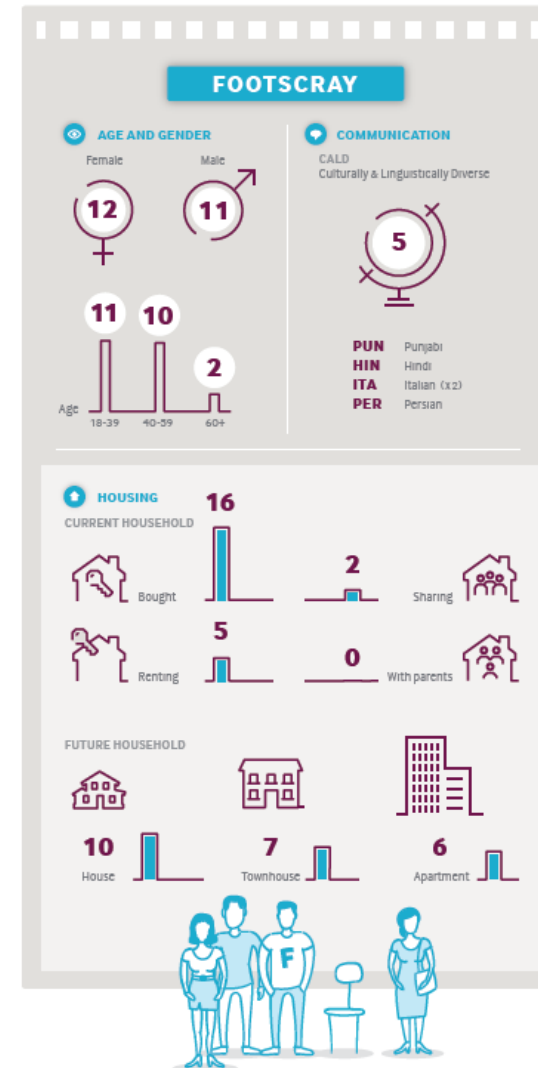 FOOTSCRAY
AGE AND GENDER
Female
Male
12
11
11
10
2
Age
18-39
40-59
60+
COMMUNICATION
CALD
Culturally & Linguistically Diverse
5
PUN Punjabi
HIN Hindi
ITA Italian (x2)
PER Persian
HOUSING
CURRENT HOUSEHOLD
16
Bought
2
Sharing
5
Renting
0
With parents
FUTURE HOUSEHOLD
10
House
7
Townhouse
6
Apartment
F